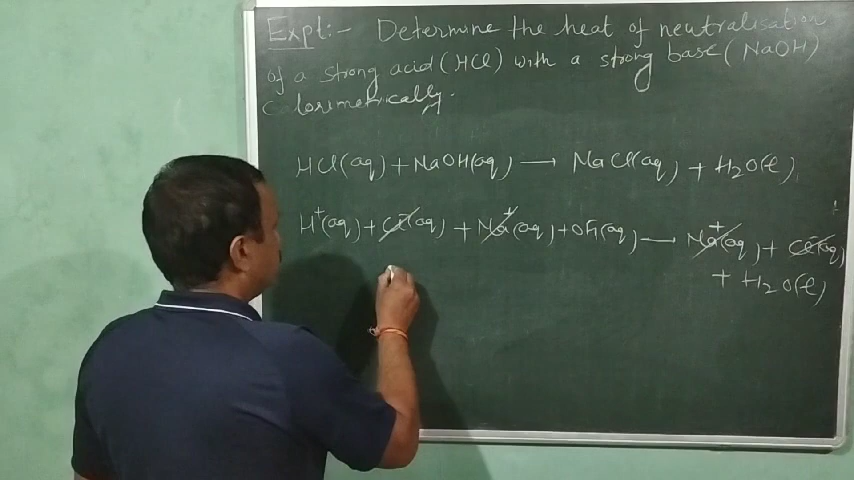 Expt:- Determine the heat of neutralisation
of a strong acid (HCl) with a strong base (NaOH)
Calorimetrically.
HCl(aq) + NaOH(aq) → NaCl(aq) + H₂O(l),
H⁺(aq) + Cl⁻(aq) + Na⁺(aq) + OH⁻(aq) → Na⁺(aq) + Cl⁻(aq)
+ H₂O(l)